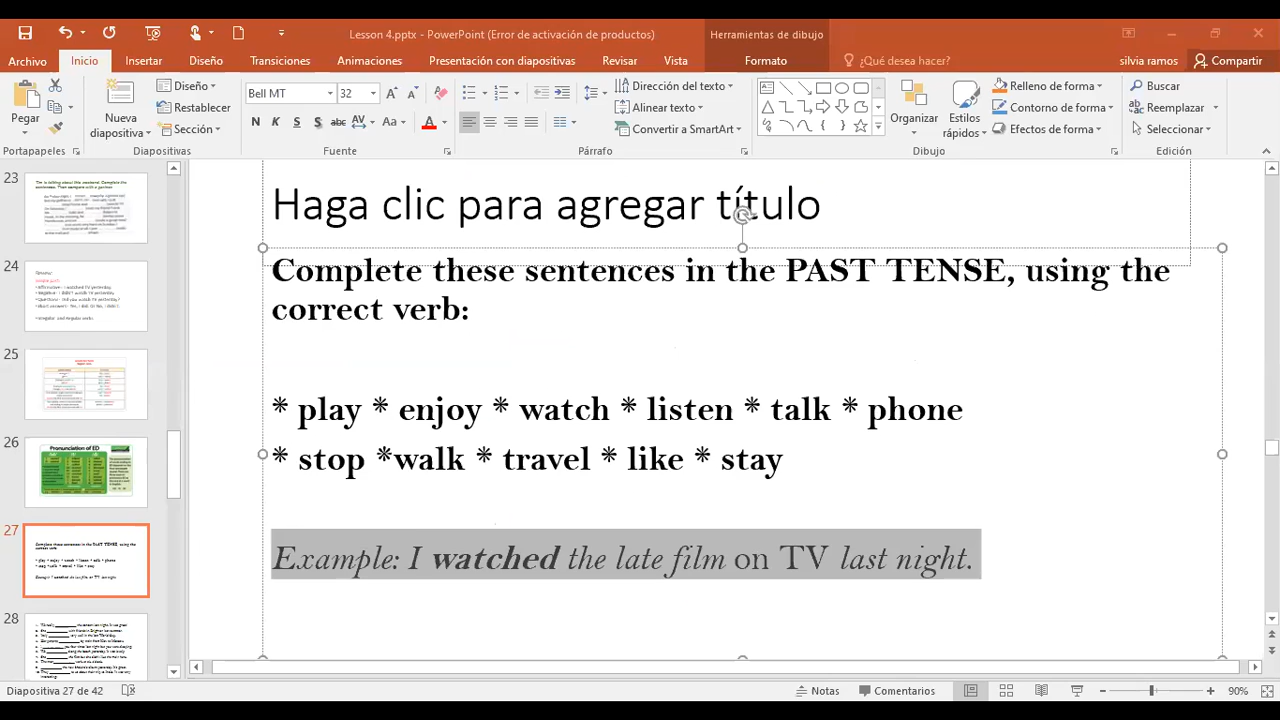 Lesson 4.pptx - PowerPoint (Error de activación de productos)
Herramientas de dibujo
Archivo Inicio Insertar Diseño Transiciones Animaciones Presentación con diapositivas Revisar Vista Formato ¿Qué desea hacer? silvia ramos Compartir
Pegar
Nueva diapositiva
Diseño
Restablecer
Sección
Bell MT 32
N K S S abc AV Aa A
Dirección del texto
Alinear texto
Convertir a SmartArt
Organizar
Estilos rápidos
Relleno de forma
Contorno de forma
Efectos de forma
Buscar
Reemplazar
Seleccionar
Portapapeles Diapositivas Fuente Párrafo Dibujo Edición
23
24
25
26
Pronunciation of ED
27
28
Haga clic para agregar título
Complete these sentences in the PAST TENSE, using the
correct verb:
* play * enjoy * watch * listen * talk * phone
* stop *walk * travel * like * stay
Example: I watched the late film on TV last night.
Diapositiva 27 de 42 Notas Comentarios 90%